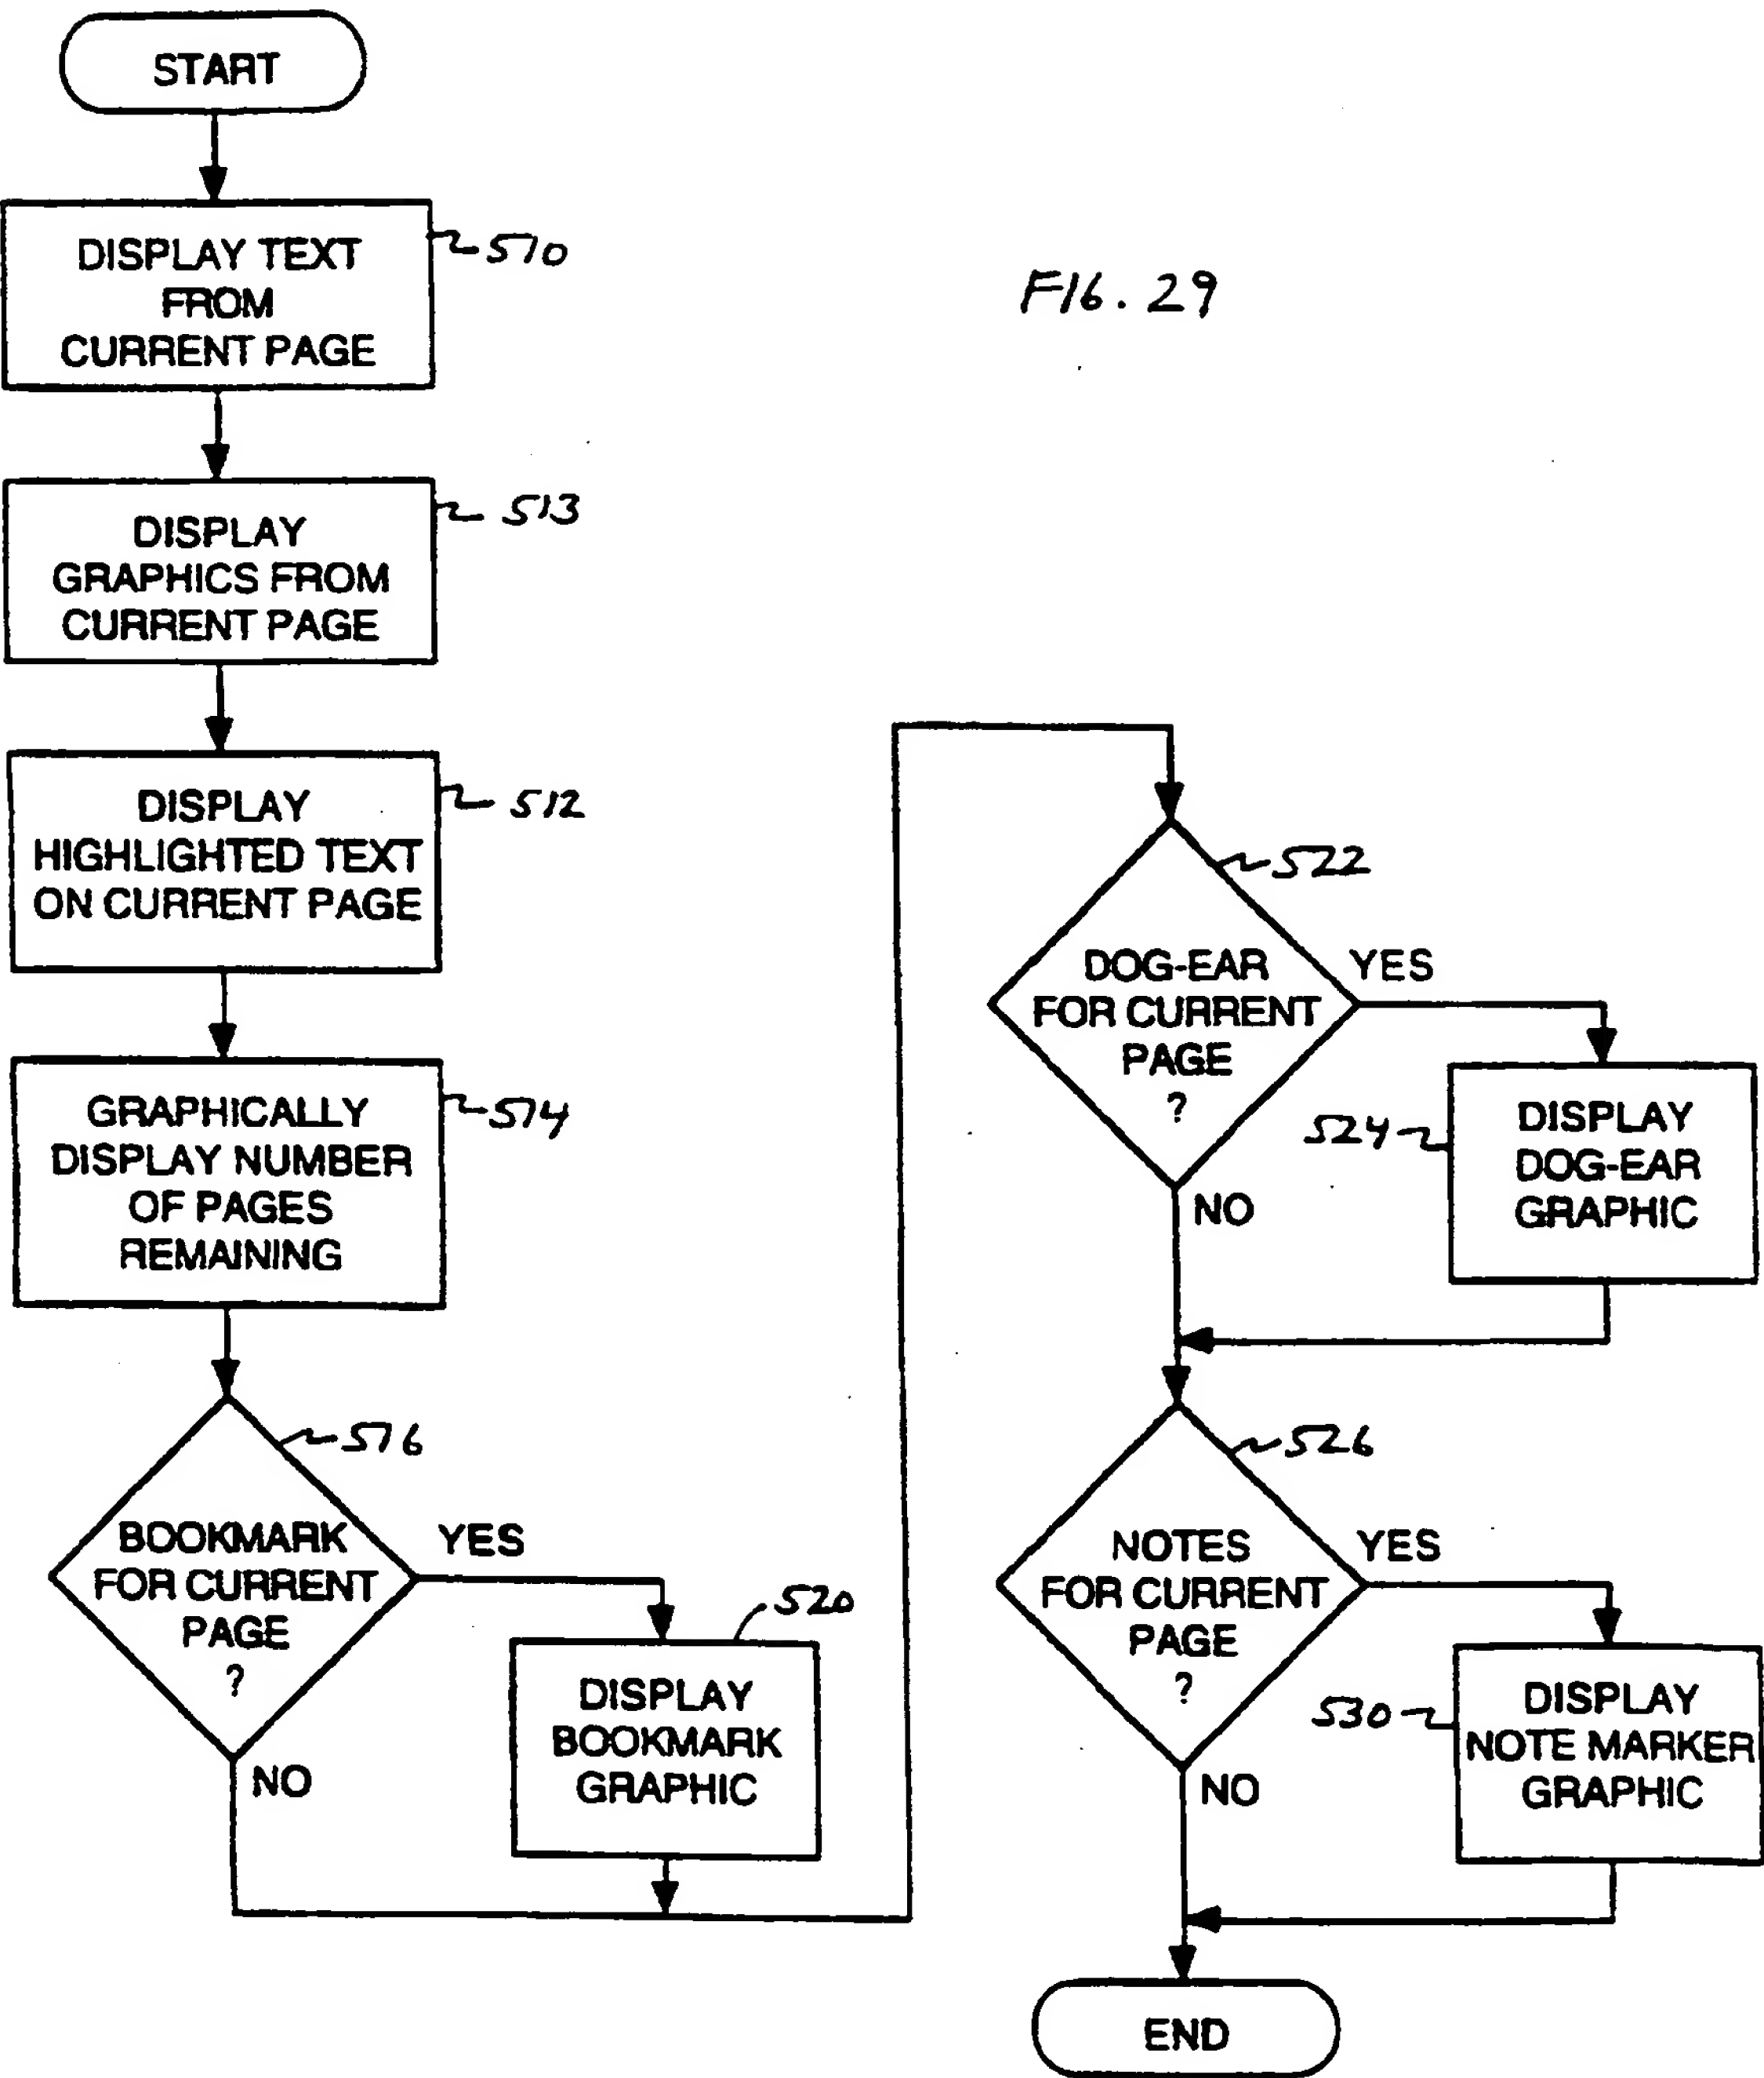 START
DISPLAY TEXT
FROM
CURRENT PAGE
510
FIG. 29
DISPLAY
GRAPHICS FROM
CURRENT PAGE
513
DISPLAY
HIGHLIGHTED TEXT
ON CURRENT PAGE
512
GRAPHICALLY
DISPLAY NUMBER
OF PAGES
REMAINING
514
BOOKMARK
FOR CURRENT
PAGE
?
516
YES
NO
520
DISPLAY
BOOKMARK
GRAPHIC
522
DOG-EAR
FOR CURRENT
PAGE
?
YES
NO
524
DISPLAY
DOG-EAR
GRAPHIC
526
NOTES
FOR CURRENT
PAGE
?
YES
NO
530
DISPLAY
NOTE MARKER
GRAPHIC
END